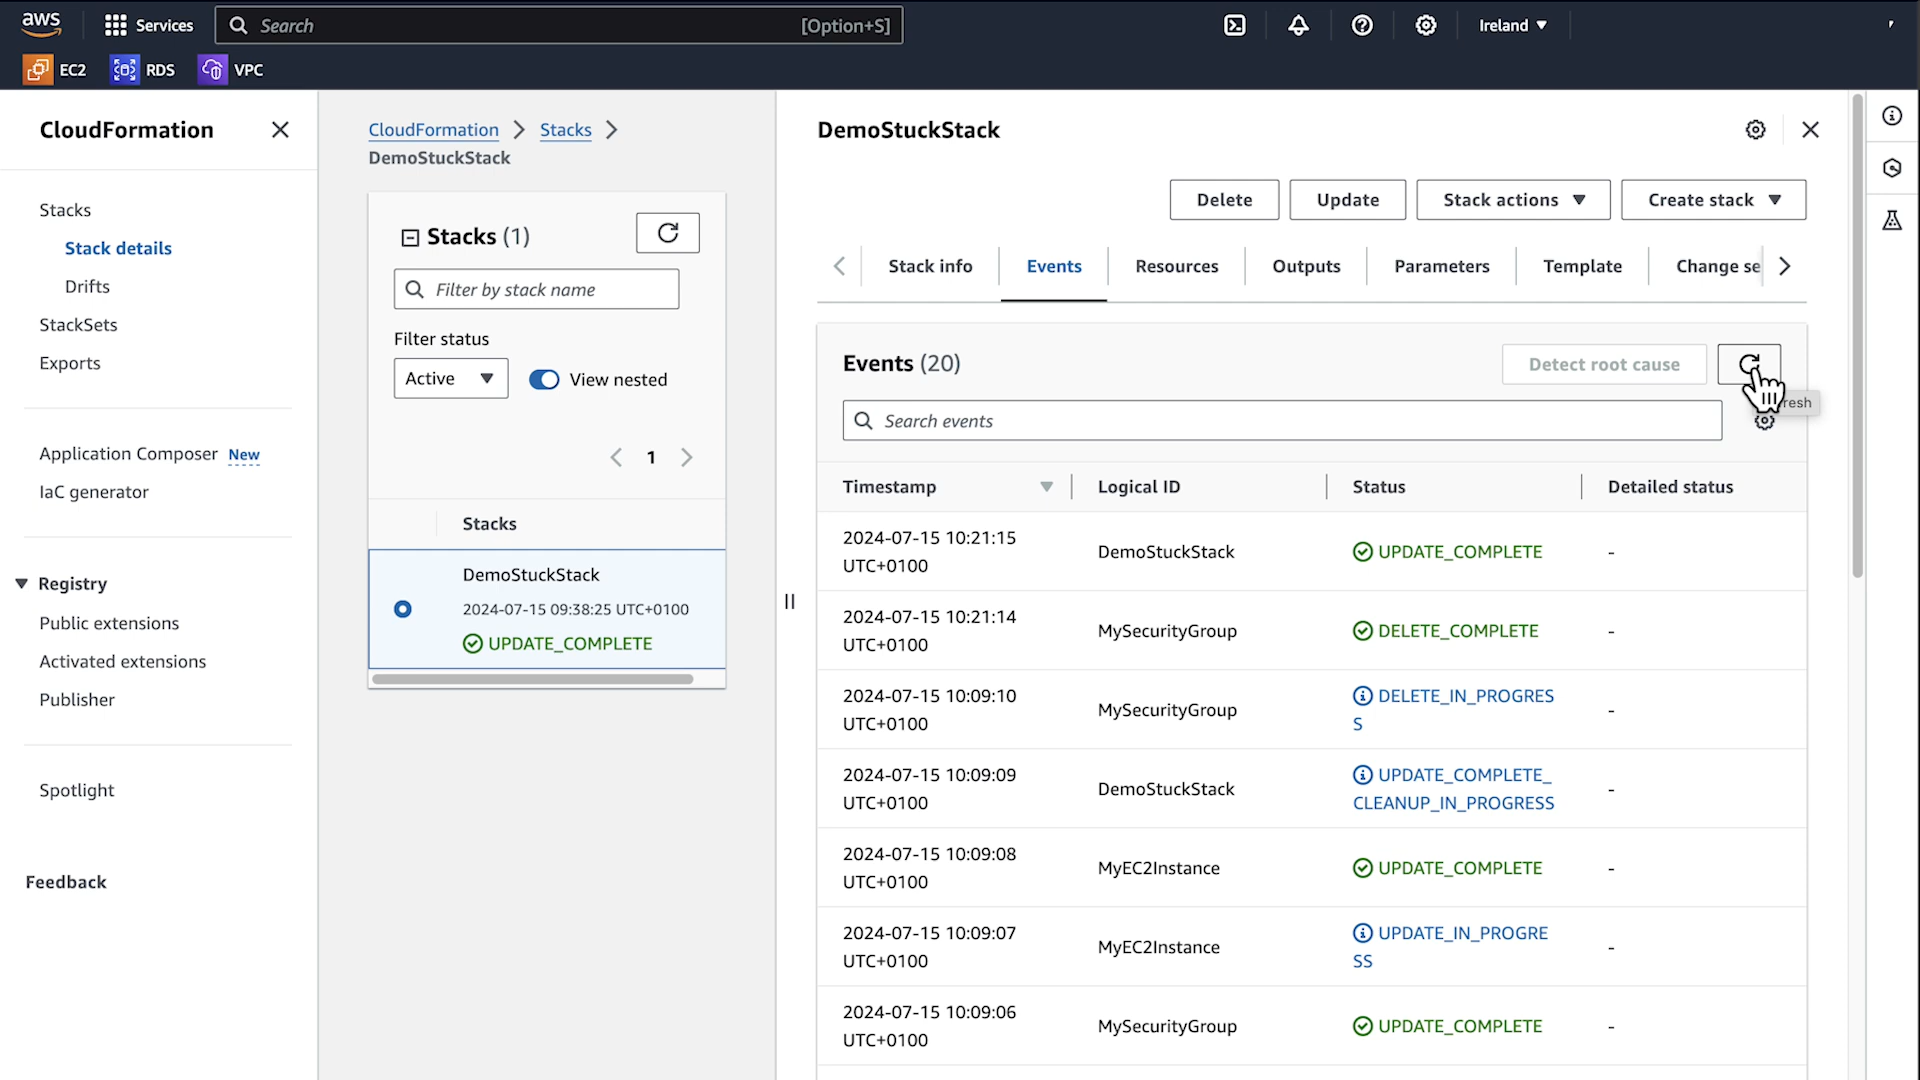 aws
Services
Search
[Option+S]
Ireland ▼
EC2
RDS
VPC
CloudFormation
Stacks
Stack details
Drifts
StackSets
Exports
Application Composer New
IaC generator
Registry
Public extensions
Activated extensions
Publisher
Spotlight
Feedback
CloudFormation > Stacks >
DemoStuckStack
Stacks (1)
Filter by stack name
Filter status
Active
View nested
1
Stacks
DemoStuckStack
2024-07-15 09:38:25 UTC+0100
UPDATE_COMPLETE
DemoStuckStack
Delete
Update
Stack actions
Create stack
Stack info
Events
Resources
Outputs
Parameters
Template
Change se
Events (20)
Detect root cause
resh
Search events
Timestamp
Logical ID
Status
Detailed status
2024-07-15 10:21:15
UTC+0100
DemoStuckStack
UPDATE_COMPLETE
-
2024-07-15 10:21:14
UTC+0100
MySecurityGroup
DELETE_COMPLETE
-
2024-07-15 10:09:10
UTC+0100
MySecurityGroup
DELETE_IN_PROGRES
S
-
2024-07-15 10:09:09
UTC+0100
DemoStuckStack
UPDATE_COMPLETE_
CLEANUP_IN_PROGRESS
-
2024-07-15 10:09:08
UTC+0100
MyEC2Instance
UPDATE_COMPLETE
-
2024-07-15 10:09:07
UTC+0100
MyEC2Instance
UPDATE_IN_PROGRE
SS
-
2024-07-15 10:09:06
UTC+0100
MySecurityGroup
UPDATE_COMPLETE
-